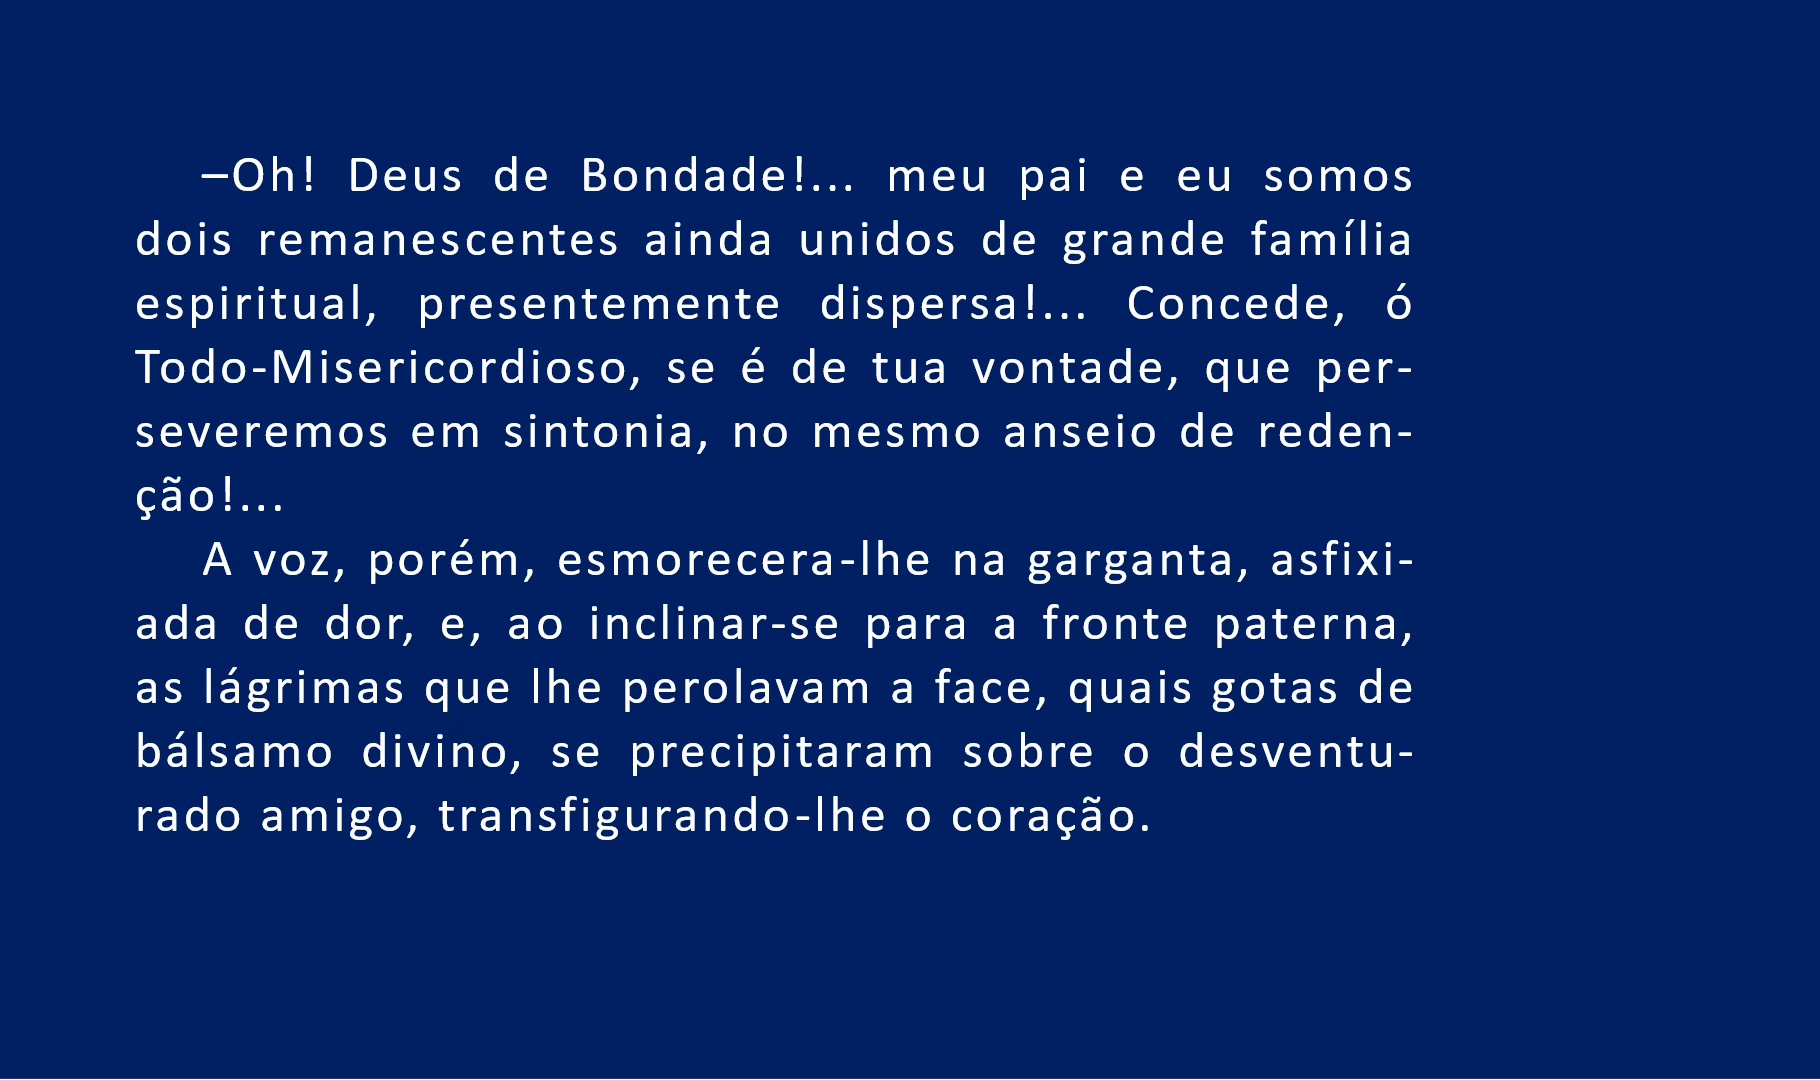 –Oh! Deus de Bondade!... meu pai e eu somos
dois remanescentes ainda unidos de grande família
espiritual, presentemente dispersa!... Concede, ó
Todo-Misericordioso, se é de tua vontade, que per-
severemos em sintonia, no mesmo anseio de reden-
ção!...
A voz, porém, esmorecera-lhe na garganta, asfixi-
ada de dor, e, ao inclinar-se para a fronte paterna,
as lágrimas que lhe perolavam a face, quais gotas de
bálsamo divino, se precipitaram sobre o desventu-
rado amigo, transfigurando-lhe o coração.